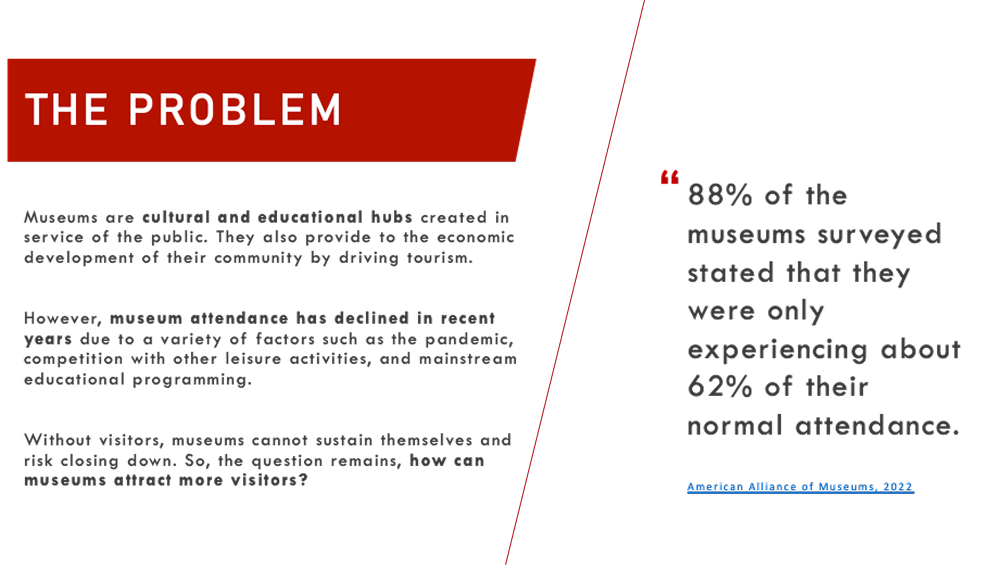 THE PROBLEM
Museums are cultural and educational hubs created in
service of the public. They also provide to the economic
development of their community by driving tourism.
However, museum attendance has declined in recent
years due to a variety of factors such as the pandemic,
competition with other leisure activities, and mainstream
educational programming.
Without visitors, museums cannot sustain themselves and
risk closing down. So, the question remains, how can
museums attract more visitors?
“ 88% of the
museums surveyed
stated that they
were only
experiencing about
62% of their
normal attendance.
American Alliance of Museums, 2022